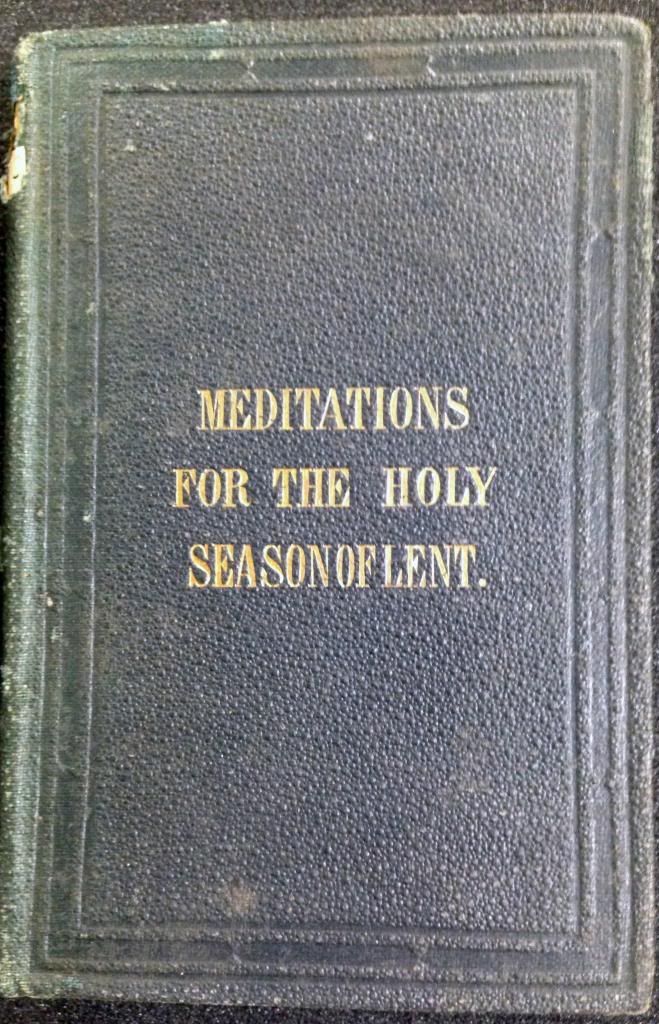 MEDITATIONS
FOR THE HOLY
SEASON OF LENT.